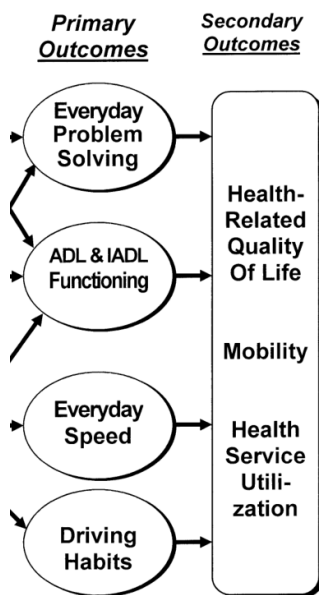 Primary
Outcomes
Secondary
Outcomes
Everyday
Problem
Solving
ADL & IADL
Functioning
Everyday
Speed
Driving
Habits
Health-
Related
Quality
Of Life
Mobility
Health
Service
Utili-
zation